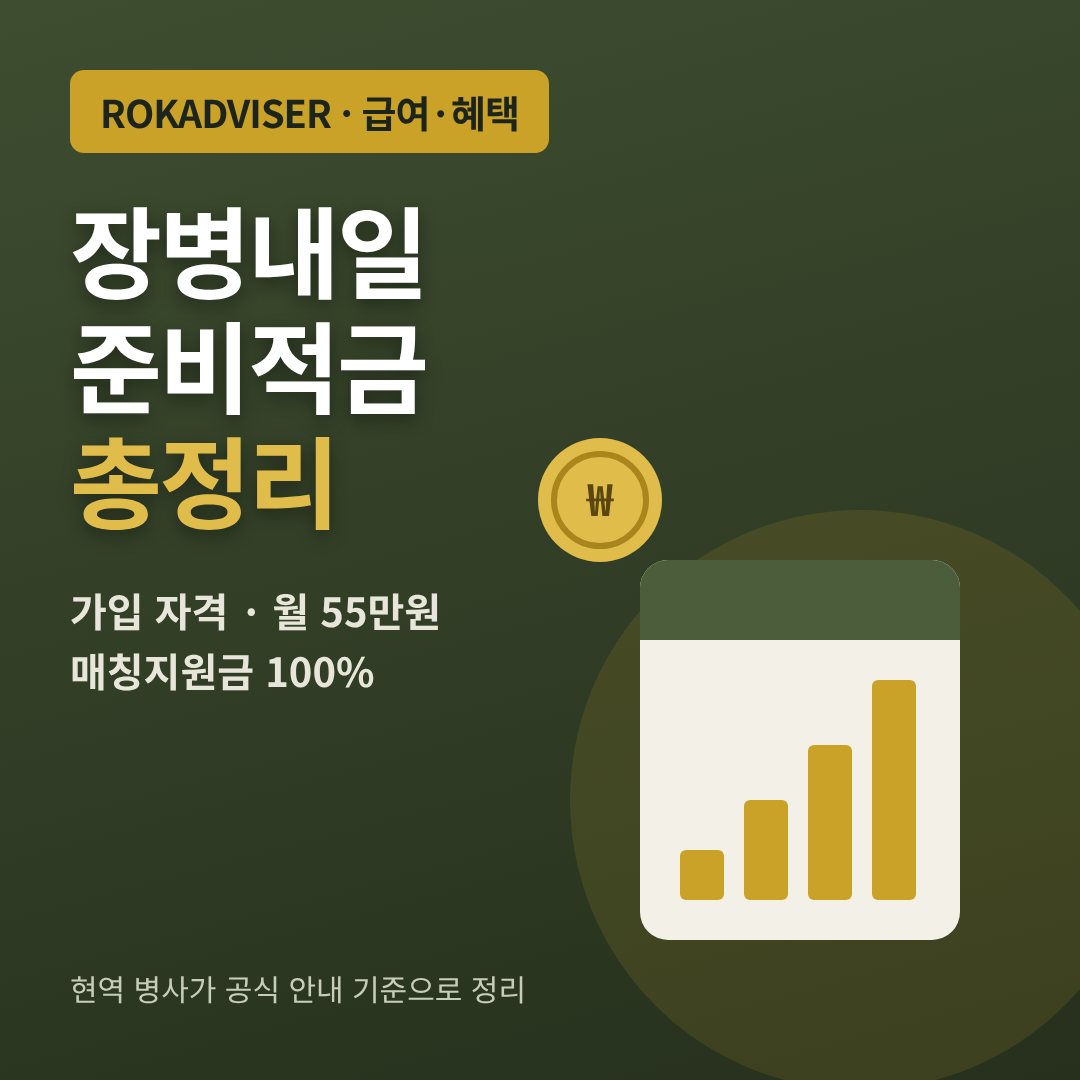 ROKADVISER · 급여·혜택
장병내일
준비적금
총정리
₩
가입 자격 · 월 55만원
매칭지원금 100%
현역 병사가 공식 안내 기준으로 정리